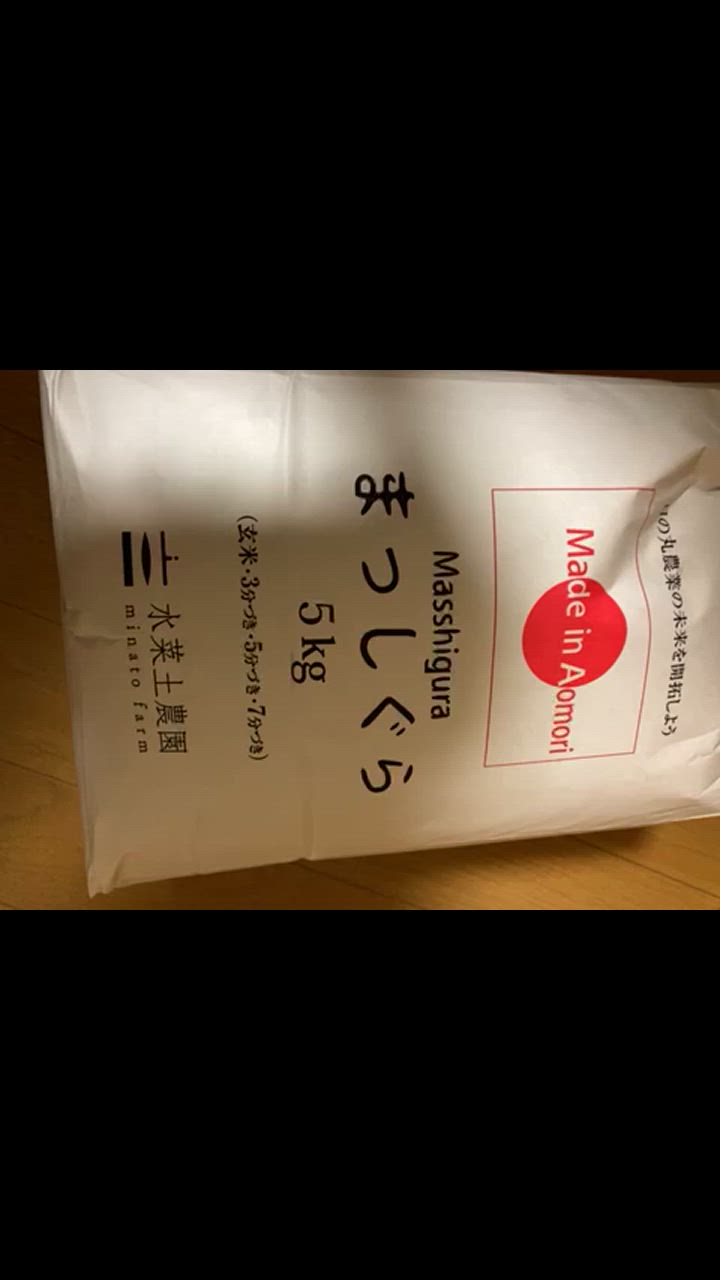 の丸農業の未来を開拓しよう
Made in Aomori
Masshigura
まっしぐら
5kg
(玄米・3分づき・5分づき・7分づき)
水菜土農園
minato farm